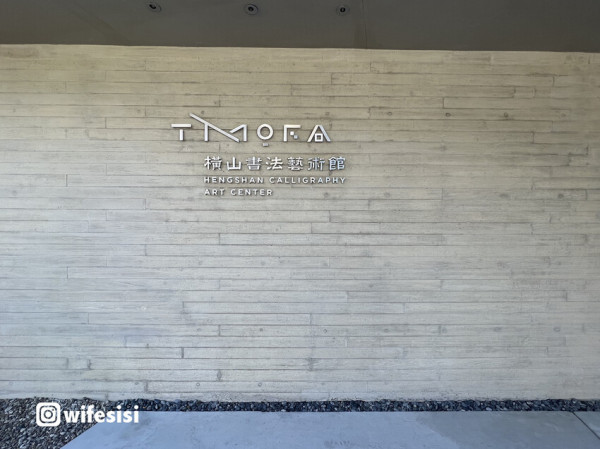 TMOFA
橫山書法藝術館
HENGSHAN CALLIGRAPHY
ART CENTER
wifesisi